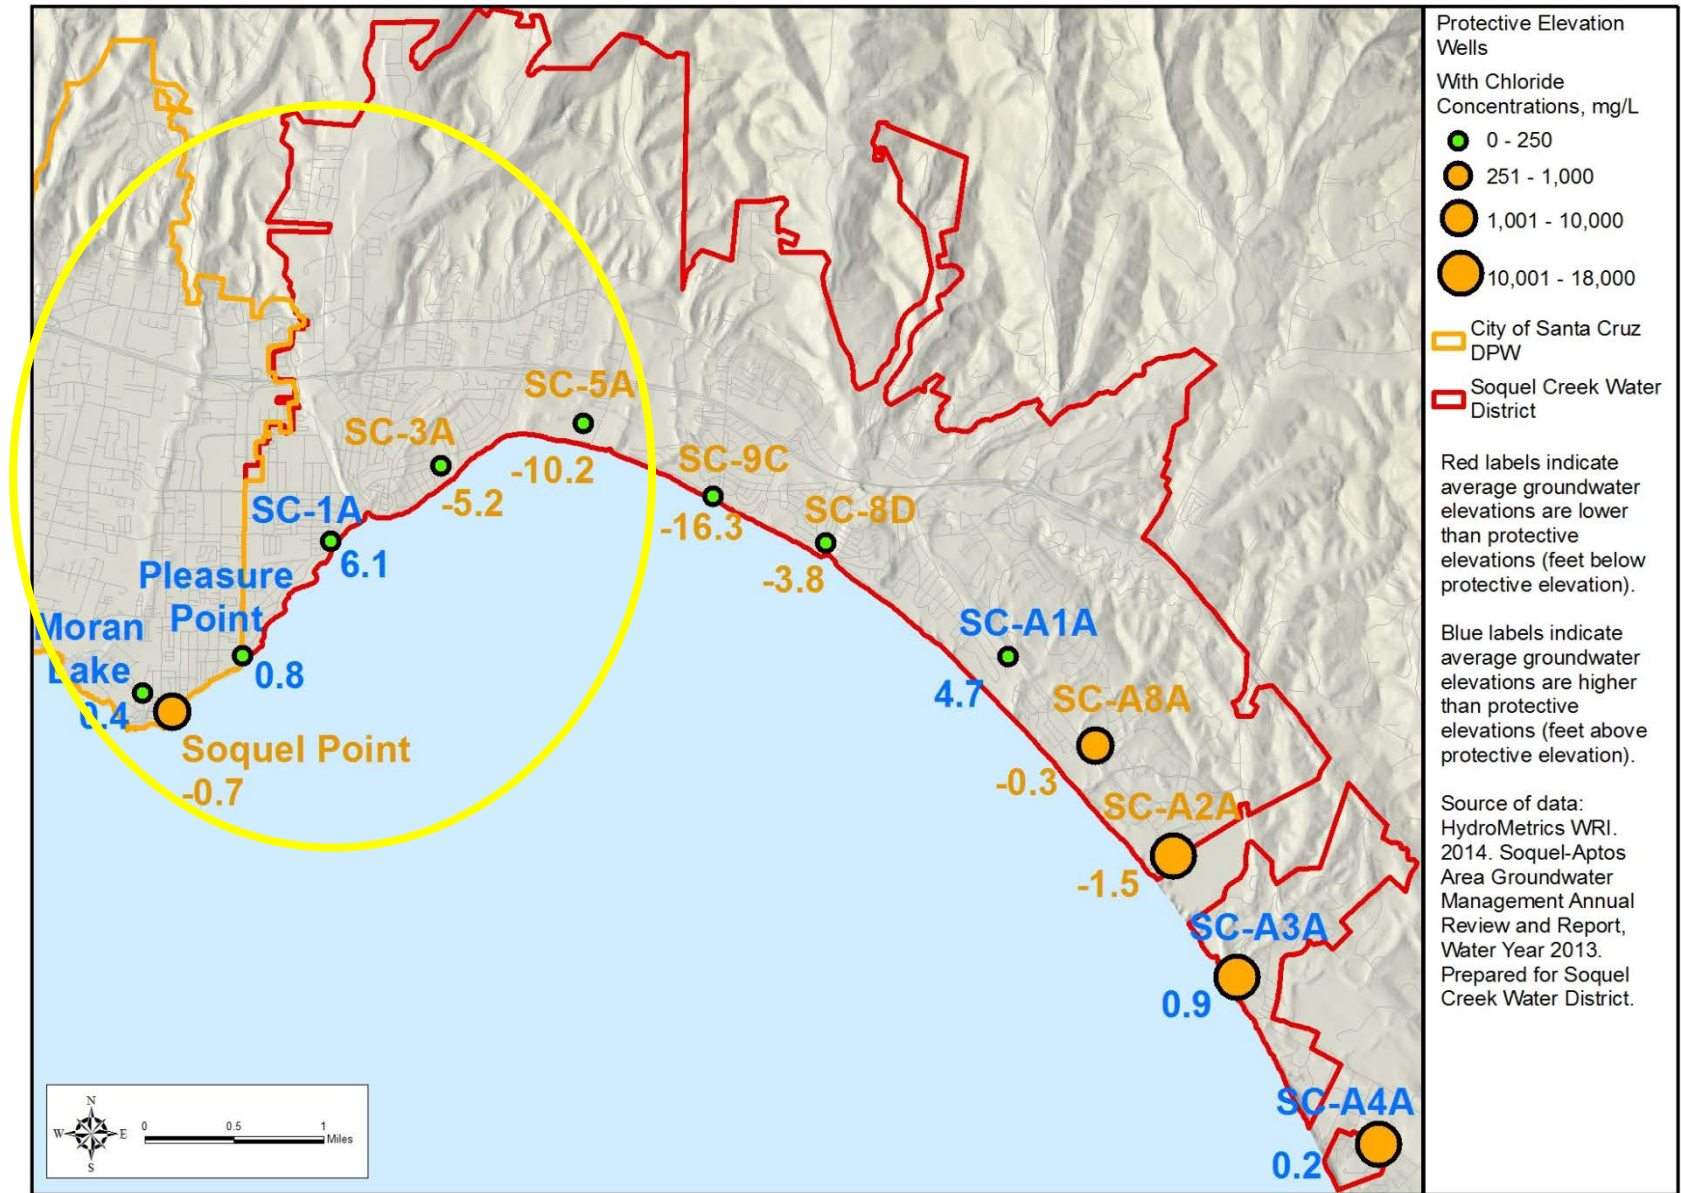 SC-5A
SC-3A
-10.2
SC-9C
-5.2
SC-1A
-16.3
SC-8D
6.1
Pleasure
Point
-3.8
Moran
Lake
SC-A1A
0.8
4.7
0.4
SC-A8A
Soquel Point
-0.7
-0.3
SC-A2A
-1.5
SC-A3A
0.9
SC-A4A
0.2
N
W
E
S
0
0.5
1
Miles
Protective Elevation
Wells
With Chloride
Concentrations, mg/L
0 - 250
251 - 1,000
1,001 - 10,000
10,001 - 18,000
City of Santa Cruz
DPW
Soquel Creek Water
District
Red labels indicate
average groundwater
elevations are lower
than protective
elevations (feet below
protective elevation).
Blue labels indicate
average groundwater
elevations are higher
than protective
elevations (feet above
protective elevation).
Source of data:
HydroMetrics WRI.
2014. Soquel-Aptos
Area Groundwater
Management Annual
Review and Report,
Water Year 2013.
Prepared for Soquel
Creek Water District.